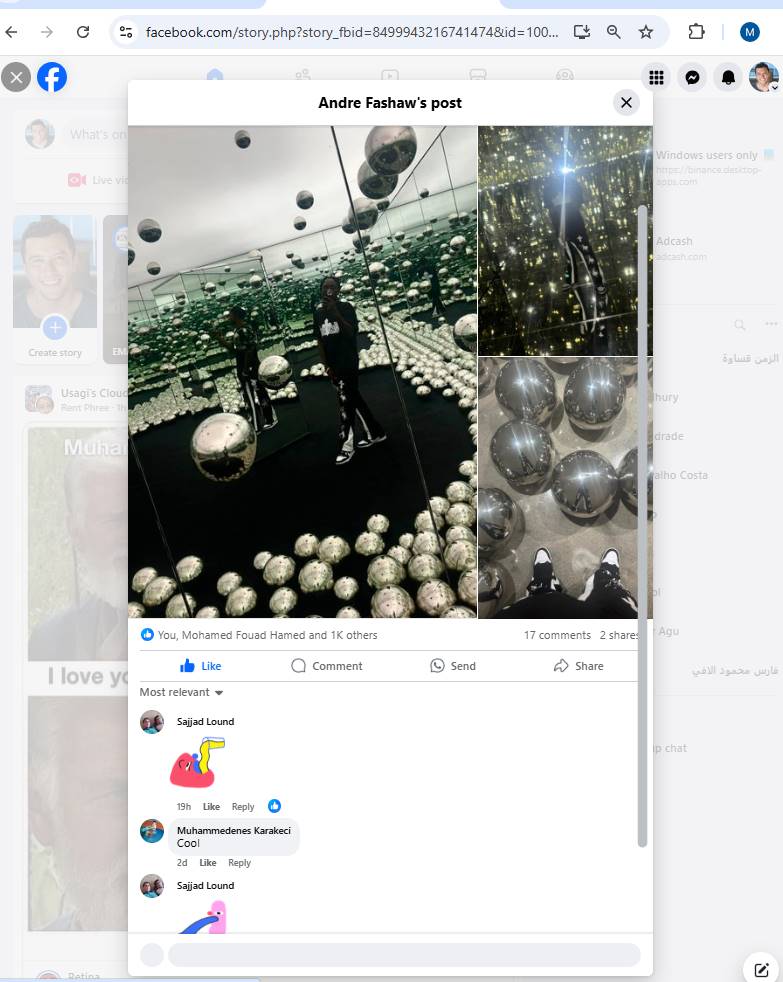 facebook.com/story.php?story_fbid=8499943216741474&id=100...
M
Andre Fashaw's post
What's on
Live vid
Create story
Usagi's Cloud
Rent Phree · 1h
Muham
I love yo
Retina
Windows users only
https://binance.desktop-
apps.com
Adcash
adcash.com
الزمن قساوة
dhury
drade
valho Costa
Agu
فارس محمود الافي
up chat
You, Mohamed Fouad Hamed and 1K others
17 comments 2 shares
Like Comment Send Share
Most relevant
Sajjad Lound
19h Like Reply
Muhammedenes Karakeci
Cool
2d Like Reply
Sajjad Lound